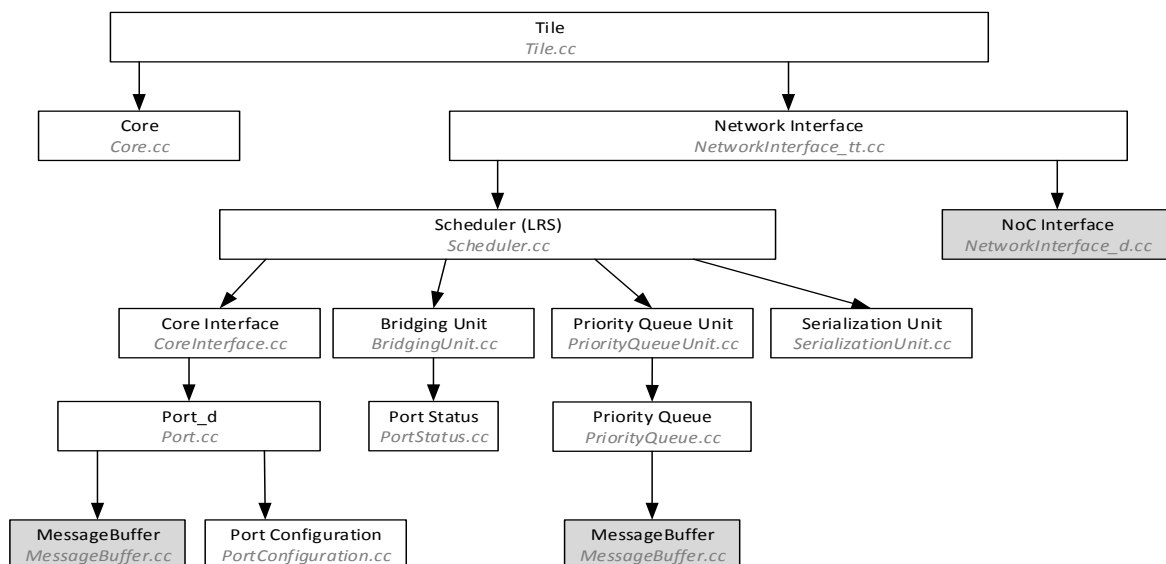 Tile
Tile.cc
Core
Core.cc
Network Interface
NetworkInterface_tt.cc
Scheduler (LRS)
Scheduler.cc
NoC Interface
NetworkInterface_d.cc
Core Interface
CoreInterface.cc
Bridging Unit
BridgingUnit.cc
Priority Queue Unit
PriorityQueueUnit.cc
Serialization Unit
SerializationUnit.cc
Port_d
Port.cc
Port Status
PortStatus.cc
Priority Queue
PriorityQueue.cc
MessageBuffer
MessageBuffer.cc
Port Configuration
PortConfiguration.cc
MessageBuffer
MessageBuffer.cc